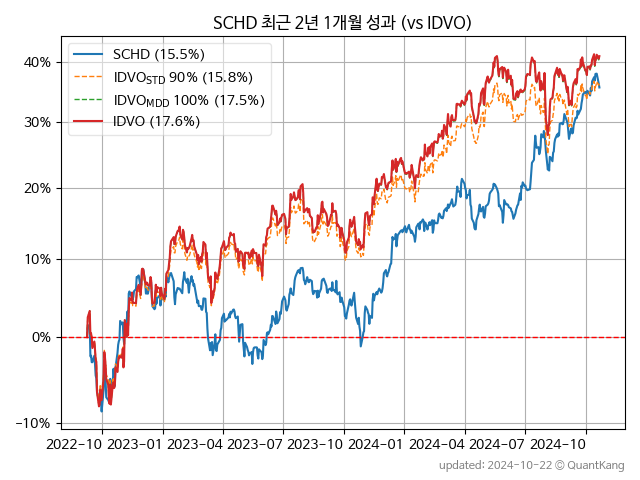 SCHD 최근 2년 1개월 성과 (vs IDVO)
SCHD (15.5%)
IDVO_STD 90% (15.8%)
IDVO_MDD 100% (17.5%)
IDVO (17.6%)
40%
30%
20%
10%
0%
−10%
2022-10 2023-01 2023-04 2023-07 2023-10 2024-01 2024-04 2024-07 2024-10
updated: 2024-10-22 © QuantKang